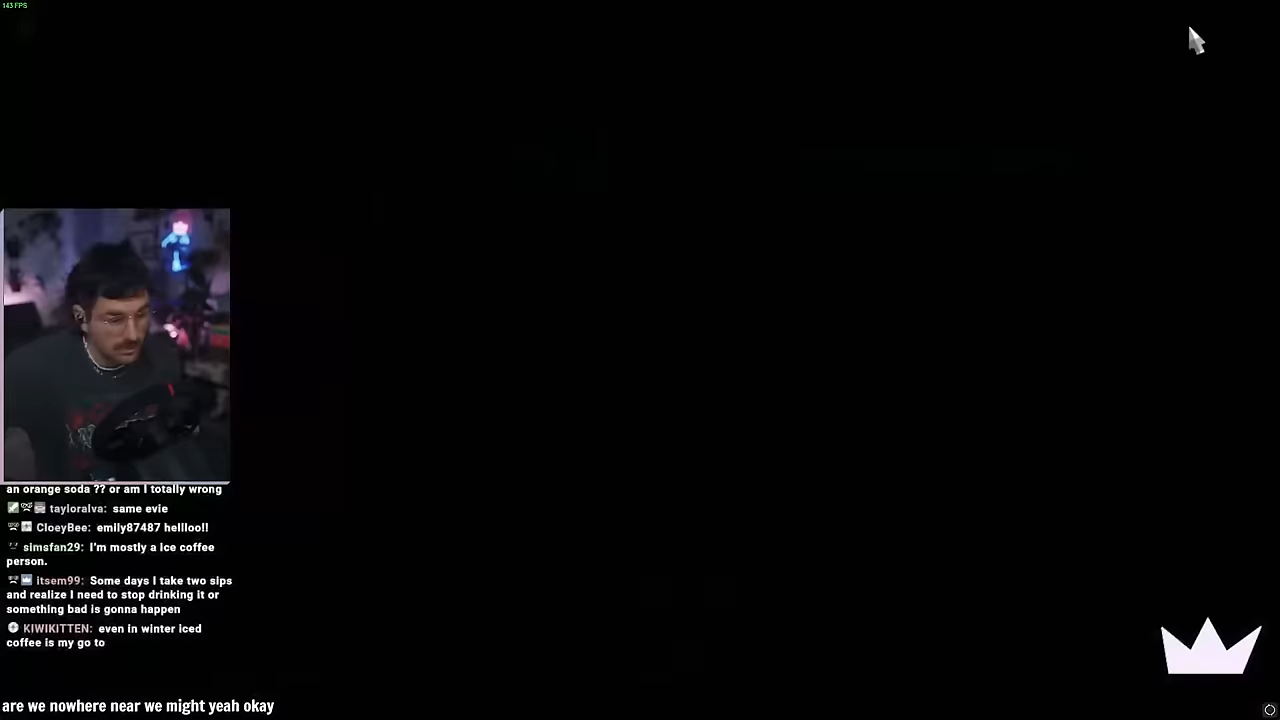 143 FPS
an orange soda ?? or am I totally wrong
tayloralva: same evie
CloeyBee: emily87487 hellloo!!
simsfan29: I'm mostly a ice coffee
person.
itsem99: Some days I take two sips
and realize I need to stop drinking it or
something bad is gonna happen
KIWIKITTEN: even in winter iced
coffee is my go to
are we nowhere near we might yeah okay